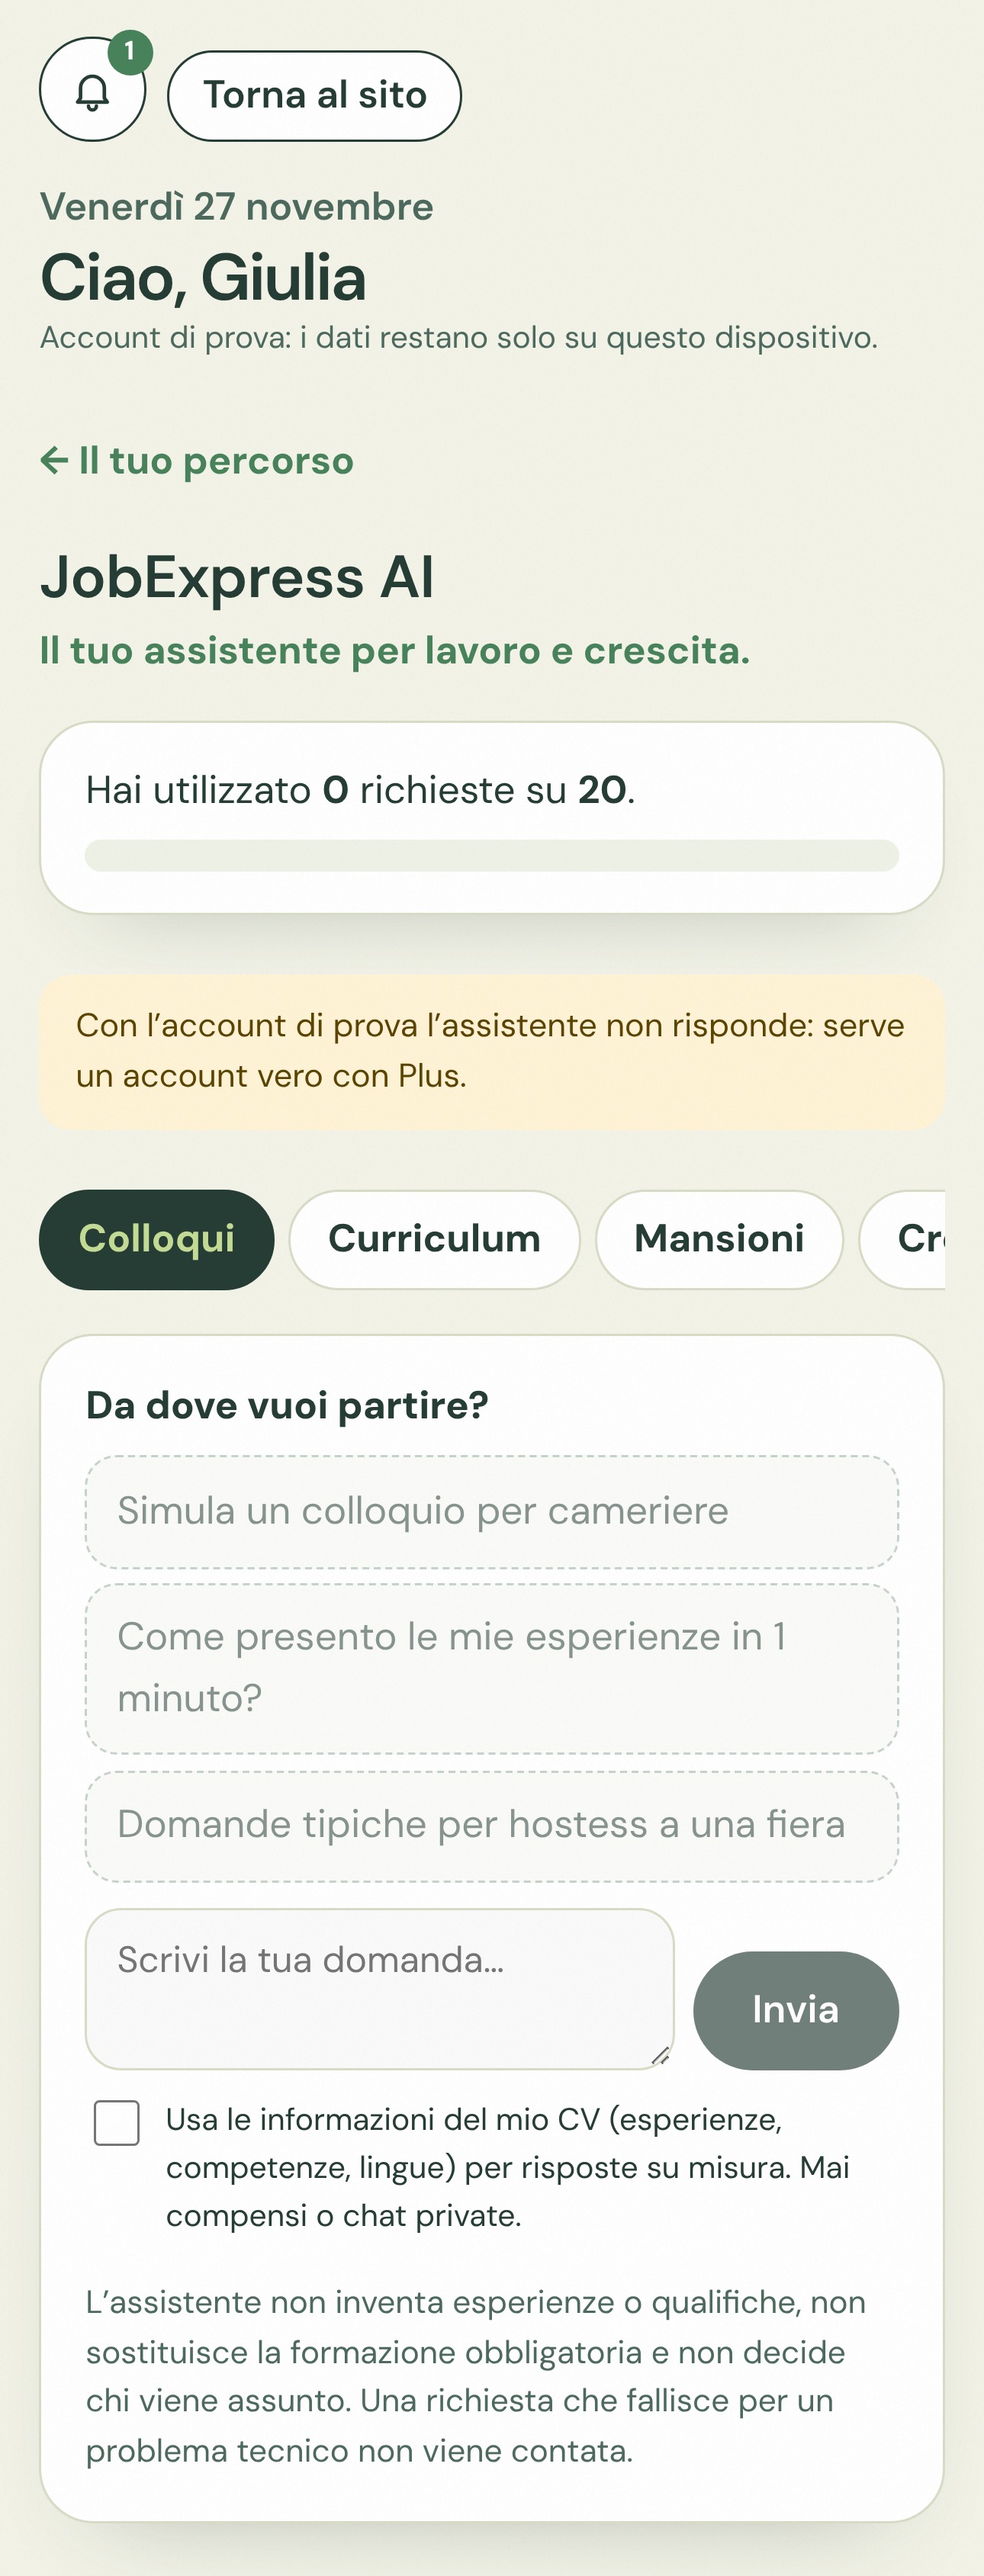 1
Torna al sito
Venerdì 27 novembre
Ciao, Giulia
Account di prova: i dati restano solo su questo dispositivo.
← Il tuo percorso
JobExpress AI
Il tuo assistente per lavoro e crescita.
Hai utilizzato 0 richieste su 20.
Con l’account di prova l’assistente non risponde: serve
un account vero con Plus.
Colloqui
Curriculum
Mansioni
Da dove vuoi partire?
Simula un colloquio per cameriere
Come presento le mie esperienze in 1
minuto?
Domande tipiche per hostess a una fiera
Scrivi la tua domanda...
Invia
Usa le informazioni del mio CV (esperienze,
competenze, lingue) per risposte su misura. Mai
compensi o chat private.
L’assistente non inventa esperienze o qualifiche, non
sostituisce la formazione obbligatoria e non decide
chi viene assunto. Una richiesta che fallisce per un
problema tecnico non viene contata.